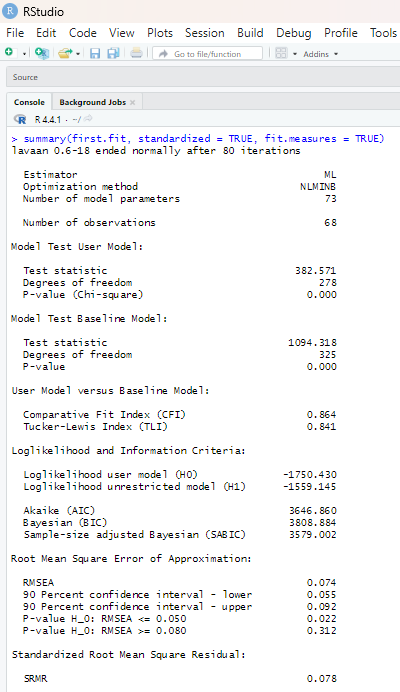 RStudio
File Edit Code View Plots Session Build Debug Profile Tools
Go to file/function Addins
Source
Console Background Jobs
R 4.4.1 · ~/
> summary(first.fit, standardized = TRUE, fit.measures = TRUE)
lavaan 0.6-18 ended normally after 80 iterations
Estimator ML
Optimization method NLMINB
Number of model parameters 73
Number of observations 68
Model Test User Model:
Test statistic 382.571
Degrees of freedom 278
P-value (Chi-square) 0.000
Model Test Baseline Model:
Test statistic 1094.318
Degrees of freedom 325
P-value 0.000
User Model versus Baseline Model:
Comparative Fit Index (CFI) 0.864
Tucker-Lewis Index (TLI) 0.841
Loglikelihood and Information Criteria:
Loglikelihood user model (H0) -1750.430
Loglikelihood unrestricted model (H1) -1559.145
Akaike (AIC) 3646.860
Bayesian (BIC) 3808.884
Sample-size adjusted Bayesian (SABIC) 3579.002
Root Mean Square Error of Approximation:
RMSEA 0.074
90 Percent confidence interval - lower 0.055
90 Percent confidence interval - upper 0.092
P-value H_0: RMSEA <= 0.050 0.022
P-value H_0: RMSEA >= 0.080 0.312
Standardized Root Mean Square Residual:
SRMR 0.078